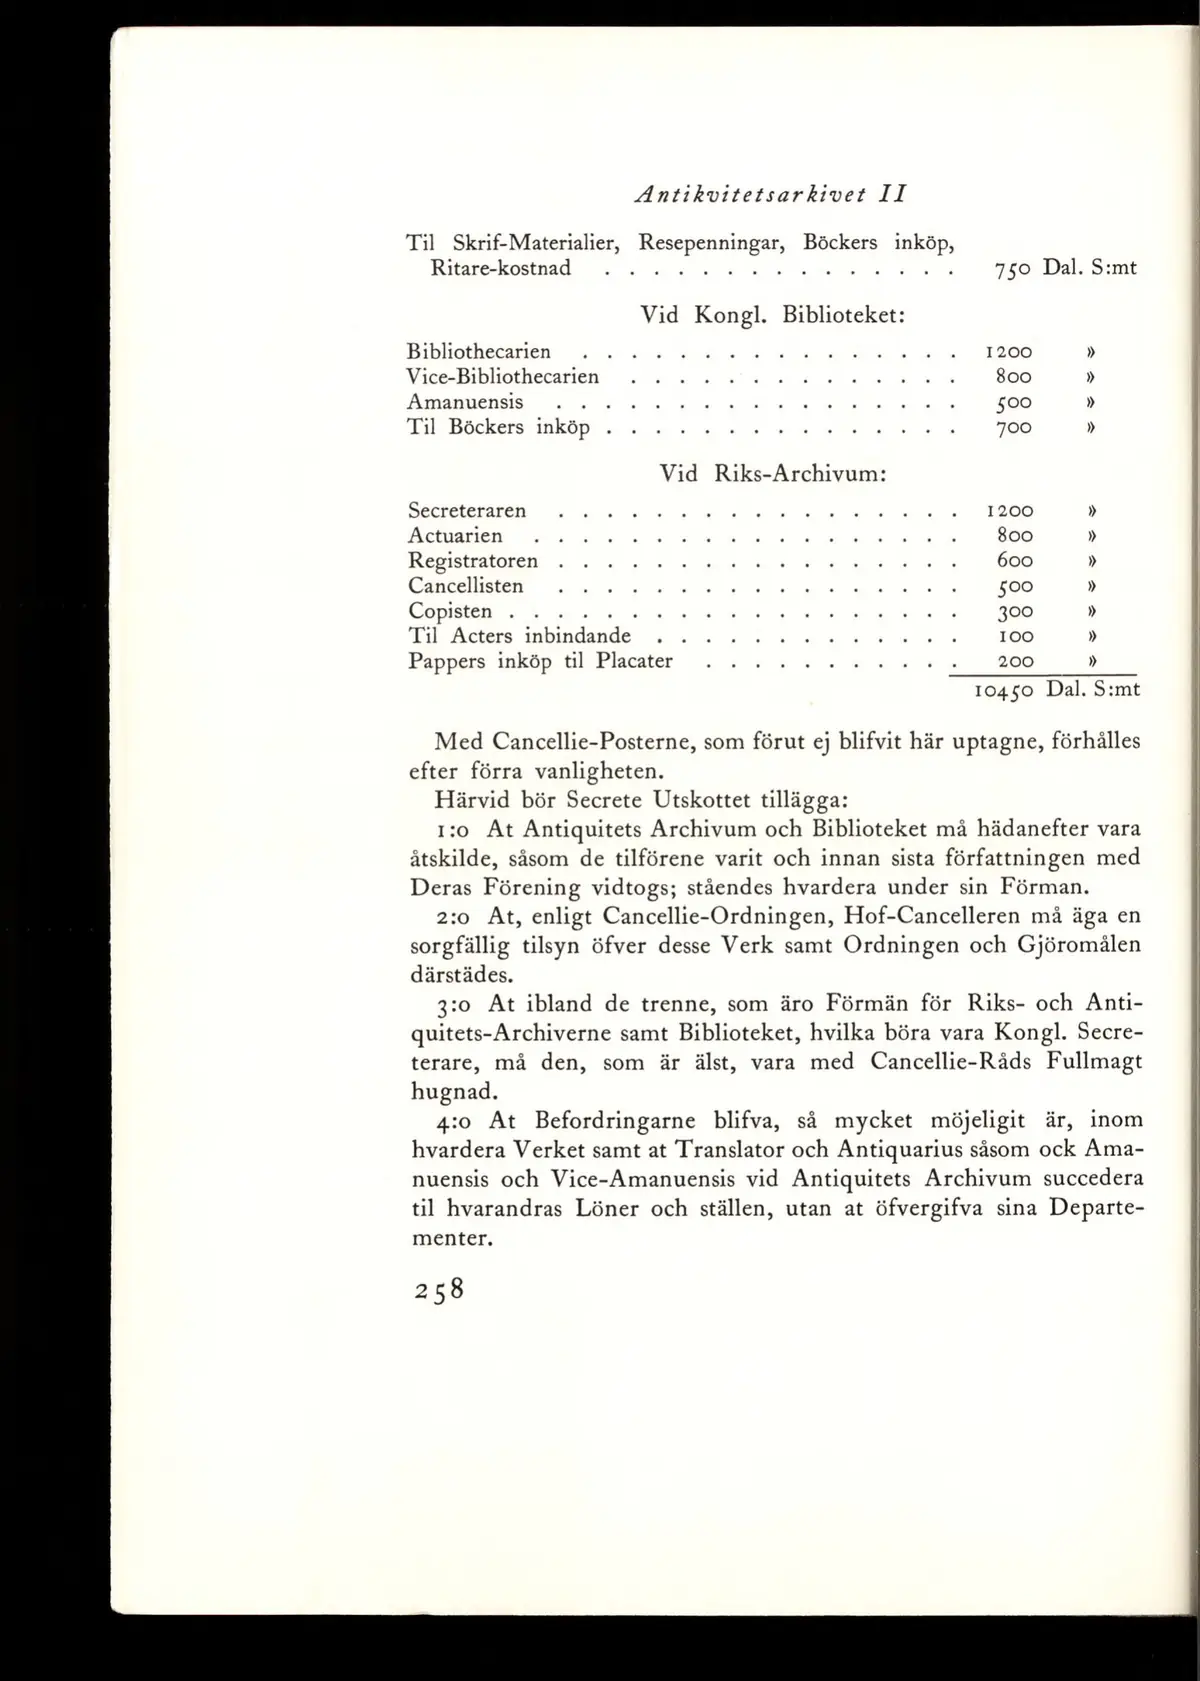 Antikvitetsarkivet II
Til Skrif-Materialier, Resepenningar, Böckers inköp,
Ritare-kostnad . . . . . . . . . . . . . . . 750 Dal. S:mt
Vid Kongl. Biblioteket:
Bibliothecarien . . . . . . . . . . . . . . . . 1200 »
Vice-Bibliothecarien . . . . . . . . . . . . . . 800 »
Amanuensis . . . . . . . . . . . . . . . . . 500 »
Til Böckers inköp . . . . . . . . . . . . . . . 700 »
Vid Riks-Archivum:
Secreteraren . . . . . . . . . . . . . . . . . 1200 »
Actuarien . . . . . . . . . . . . . . . . . . 800 »
Registratoren . . . . . . . . . . . . . . . . . 600 »
Cancellisten . . . . . . . . . . . . . . . . . 500 »
Copisten . . . . . . . . . . . . . . . . . . . 300 »
Til Acters inbindande . . . . . . . . . . . . . 100 »
Pappers inköp til Placater . . . . . . . . . . . 200 »
10450 Dal. S:mt
Med Cancellie-Posterne, som förut ej blifvit här uptagne, förhålles
efter förra vanligheten.
Härvid bör Secrete Utskottet tillägga:
1:o At Antiquitets Archivum och Biblioteket må hädanefter vara
åtskilde, såsom de tilförene varit och innan sista författningen med
Deras Förening vidtogs; ståendes hvardera under sin Förman.
2:o At, enligt Cancellie-Ordningen, Hof-Cancelleren må äga en
sorgfällig tilsyn öfver desse Verk samt Ordningen och Gjöromålen
därstädes.
3:o At ibland de trenne, som äro Förmän för Riks- och Anti-
quitets-Archiverne samt Biblioteket, hvilka böra vara Kongl. Secre-
terare, må den, som är älst, vara med Cancellie-Råds Fullmagt
hugnad.
4:o At Befordringarne blifva, så mycket möjeligit är, inom
hvardera Verket samt at Translator och Antiquarius såsom ock Ama-
nuensis och Vice-Amanuensis vid Antiquitets Archivum succedera
til hvarandras Löner och ställen, utan at öfvergifva sina Departe-
menter.
258